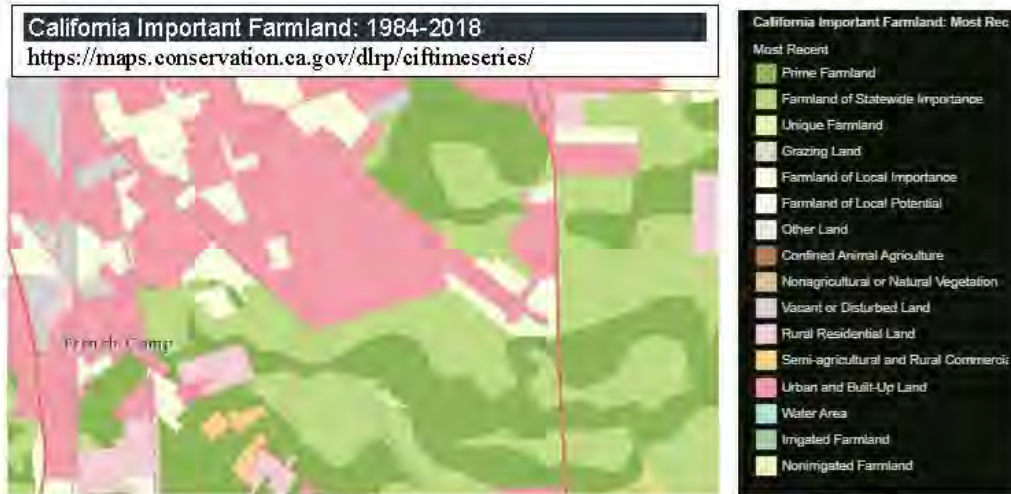 California Important Farmland: 1984-2018
https://maps.conservation.ca.gov/dlrp/ciftimeseries/
French Camp
California Important Farmland: Most Rec
Most Recent
Prime Farmland
Farmland of Statewide Importance
Unique Farmland
Grazing Land
Farmland of Local Importance
Farmland of Local Potential
Other Land
Confined Animal Agriculture
Nonagricultural or Natural Vegetation
Vacant or Disturbed Land
Rural Residential Land
Semi-agricultural and Rural Commercia
Urban and Built-Up Land
Water Area
Irrigated Farmland
Nonirrigated Farmland